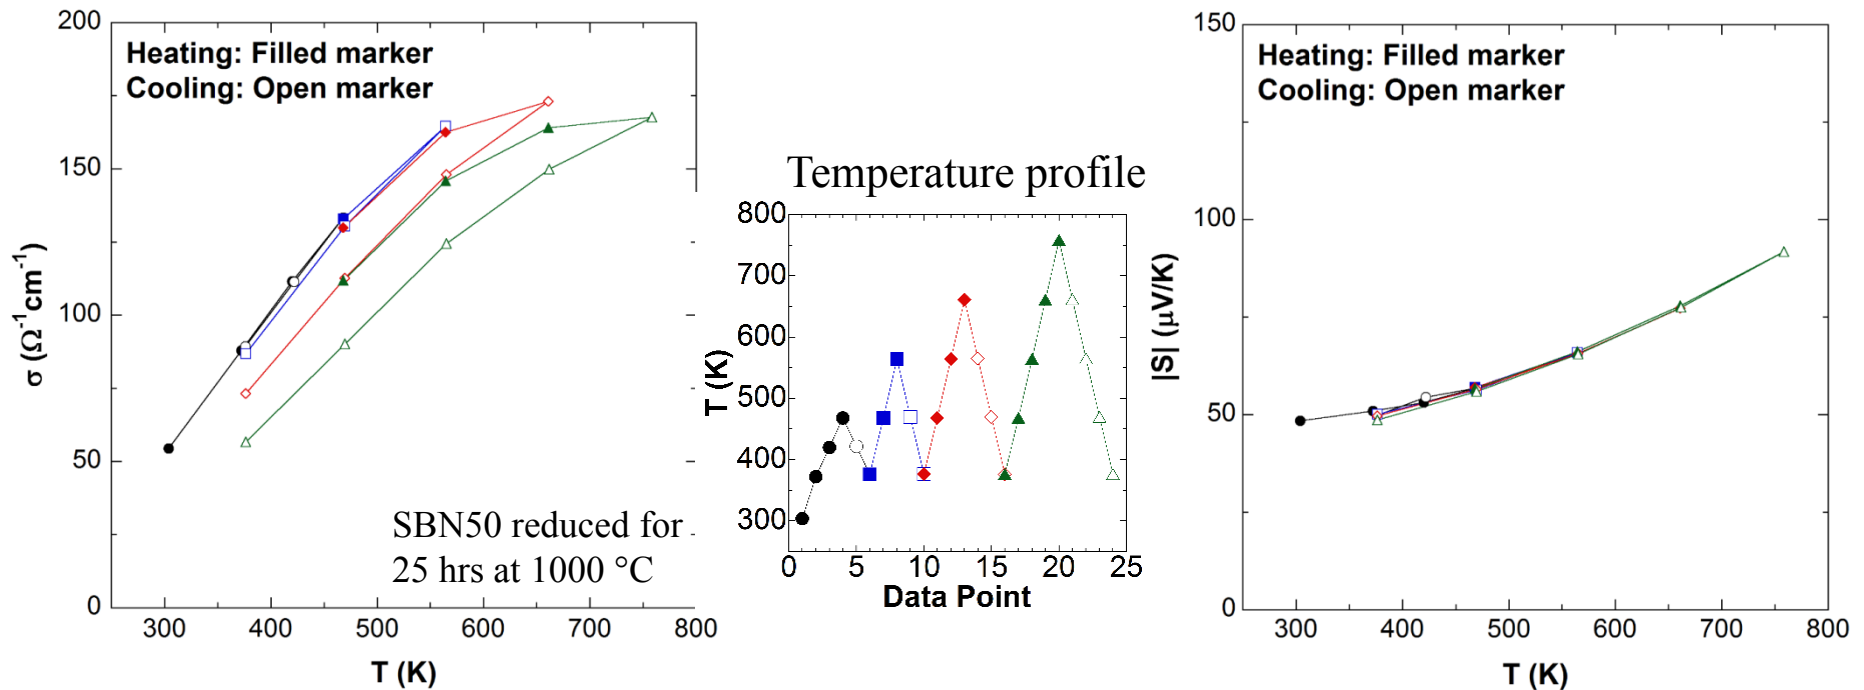 200
150
100
50
0
300 400 500 600 700 800
σ (Ω⁻¹cm⁻¹)
T (K)
Heating: Filled marker
Cooling: Open marker
SBN50 reduced for
25 hrs at 1000 °C
Temperature profile
800
700
600
500
400
300
0 5 10 15 20 25
T (K)
Data Point
150
100
50
0
300 400 500 600 700 800
|S| (µV/K)
T (K)
Heating: Filled marker
Cooling: Open marker